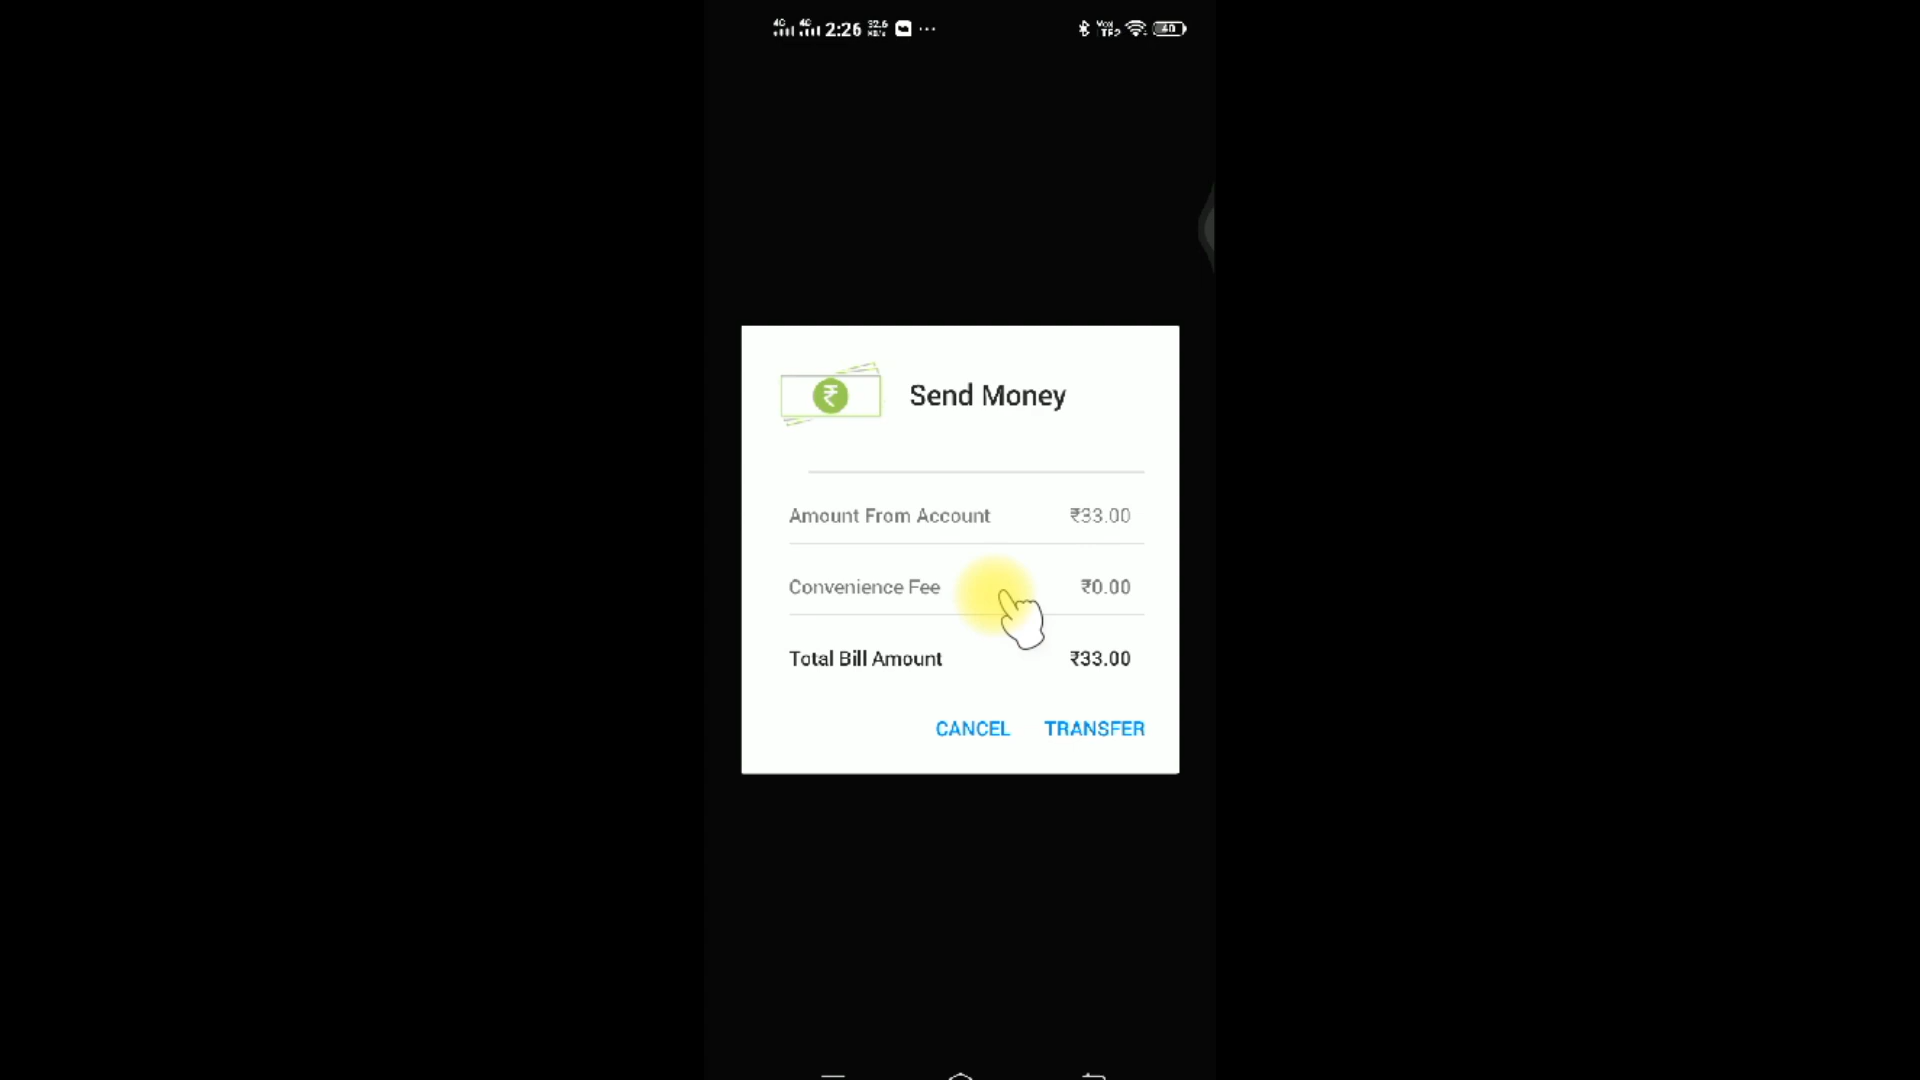 2:26
Send Money
Amount From Account ₹33.00
Convenience Fee ₹0.00
Total Bill Amount ₹33.00
CANCEL TRANSFER